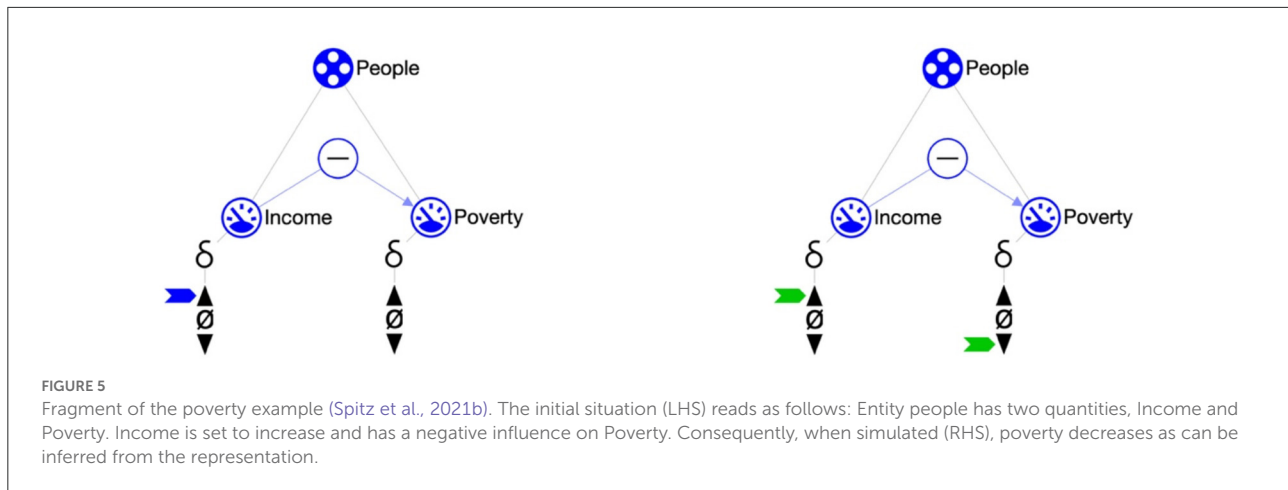 People
People
Income
Poverty
Income
Poverty
δ
δ
δ
δ
Ø
Ø
Ø
Ø
FIGURE 5
Fragment of the poverty example (Spitz et al., 2021b). The initial situation (LHS) reads as follows: Entity people has two quantities, Income and
Poverty. Income is set to increase and has a negative influence on Poverty. Consequently, when simulated (RHS), poverty decreases as can be
inferred from the representation.